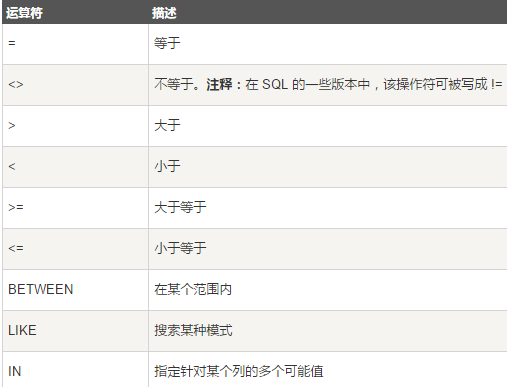 运算符 描述
= 等于
<> 不等于。注释：在 SQL 的一些版本中，该操作符可被写成 !=
> 大于
< 小于
>= 大于等于
<= 小于等于
BETWEEN 在某个范围内
LIKE 搜索某种模式
IN 指定针对某个列的多个可能值